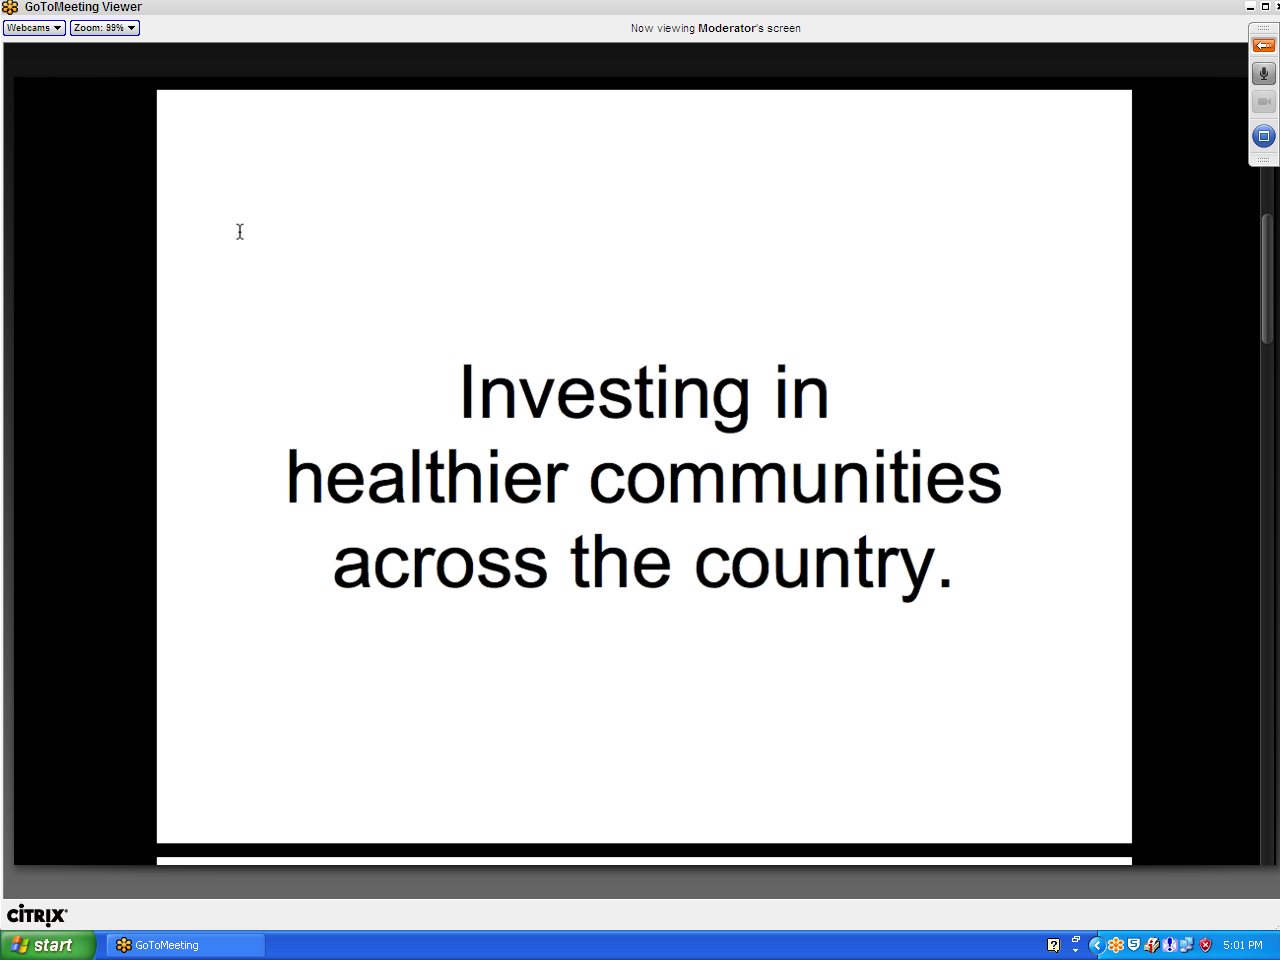 GoToMeeting Viewer
Webcams Zoom: 99% Now viewing Moderator's screen
Investing in
healthier communities
across the country.
CITRIX
start GoToMeeting 5:01 PM